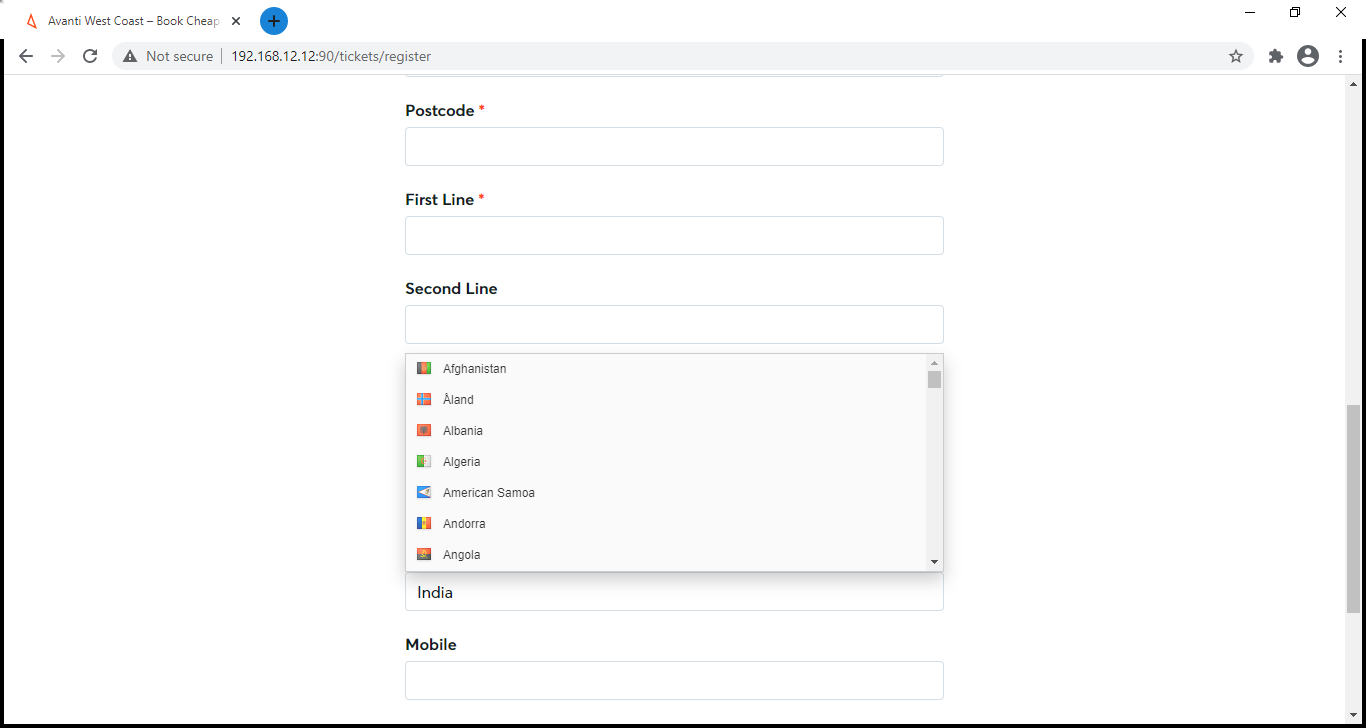 Avanti West Coast – Book Cheap
Not secure
192.168.12.12:90/tickets/register
Postcode *
First Line *
Second Line
Afghanistan
Åland
Albania
Algeria
American Samoa
Andorra
Angola
India
Mobile